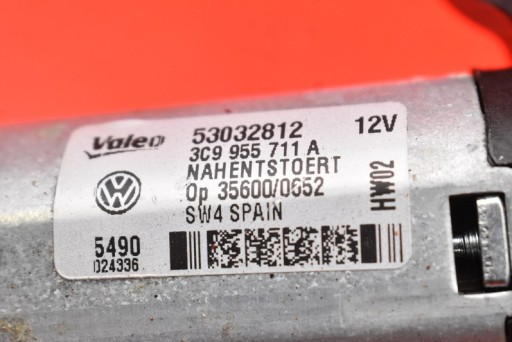 Valeo 53032812 12V
3C9 955 711 A
NAHENTSTOERT
Op 35600/0652
SW4 SPAIN
HW02
5490
024336